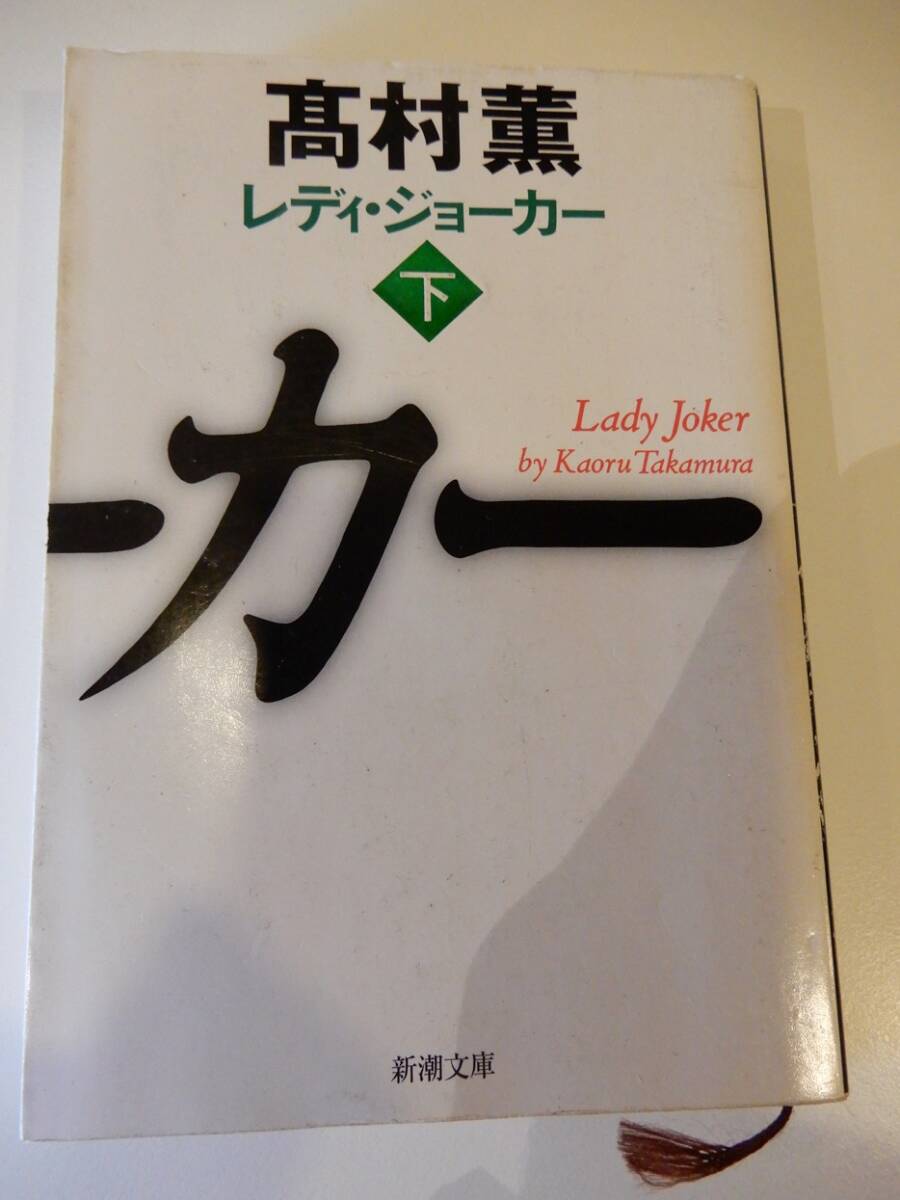 髙村薫
レディ・ジョーカー
下
Lady Joker
by Kaoru Takamura
ーカー
新潮文庫